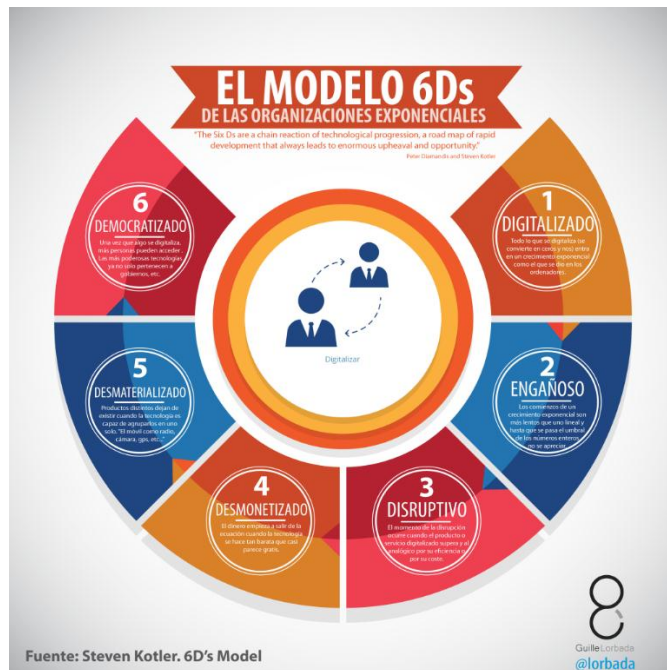 EL MODELO 6Ds
DE LAS ORGANIZACIONES EXPONENCIALES
"The Six Ds are a chain reaction of technological progression, a road map of rapid
development that always leads to enormous upheaval and opportunity."
Peter Diamandis and Steven Kotler
1
DIGITALIZADO
Todo lo que se digitaliza (se
convierte en ceros y nos) entra
en un crecimiento exponencial
como el que se dio en los
ordenadores.
2
ENGAÑOSO
Los comienzos de un
crecimiento exponencial son
más lentos que uno lineal y
hasta que se pasa el umbral
de los números enteros
no se aprecian
3
DISRUPTIVO
El momento de la disrupción
ocurre cuando el producto o
servicio digitalizado supera y al
analógico por su eficiencia o
por su coste.
4
DESMONETIZADO
El dinero empieza a salir de la
ecuación cuando la tecnología
se hace tan barata que casi
parece gratis.
5
DESMATERIALIZADO
Productos distintos dejan de
existir cuando la tecnología es
capaz de agruparlos en uno
solo. "El móvil como radio,
cámara, gps, etc..."
6
DEMOCRATIZADO
Una vez que algo se digitaliza,
más personas pueden acceder.
Las más poderosas tecnologías
ya no solo pertenecen a
gobiernos, etc.
Digitalizar
Fuente: Steven Kotler. 6D's Model
GuilleLorbada
@lorbada